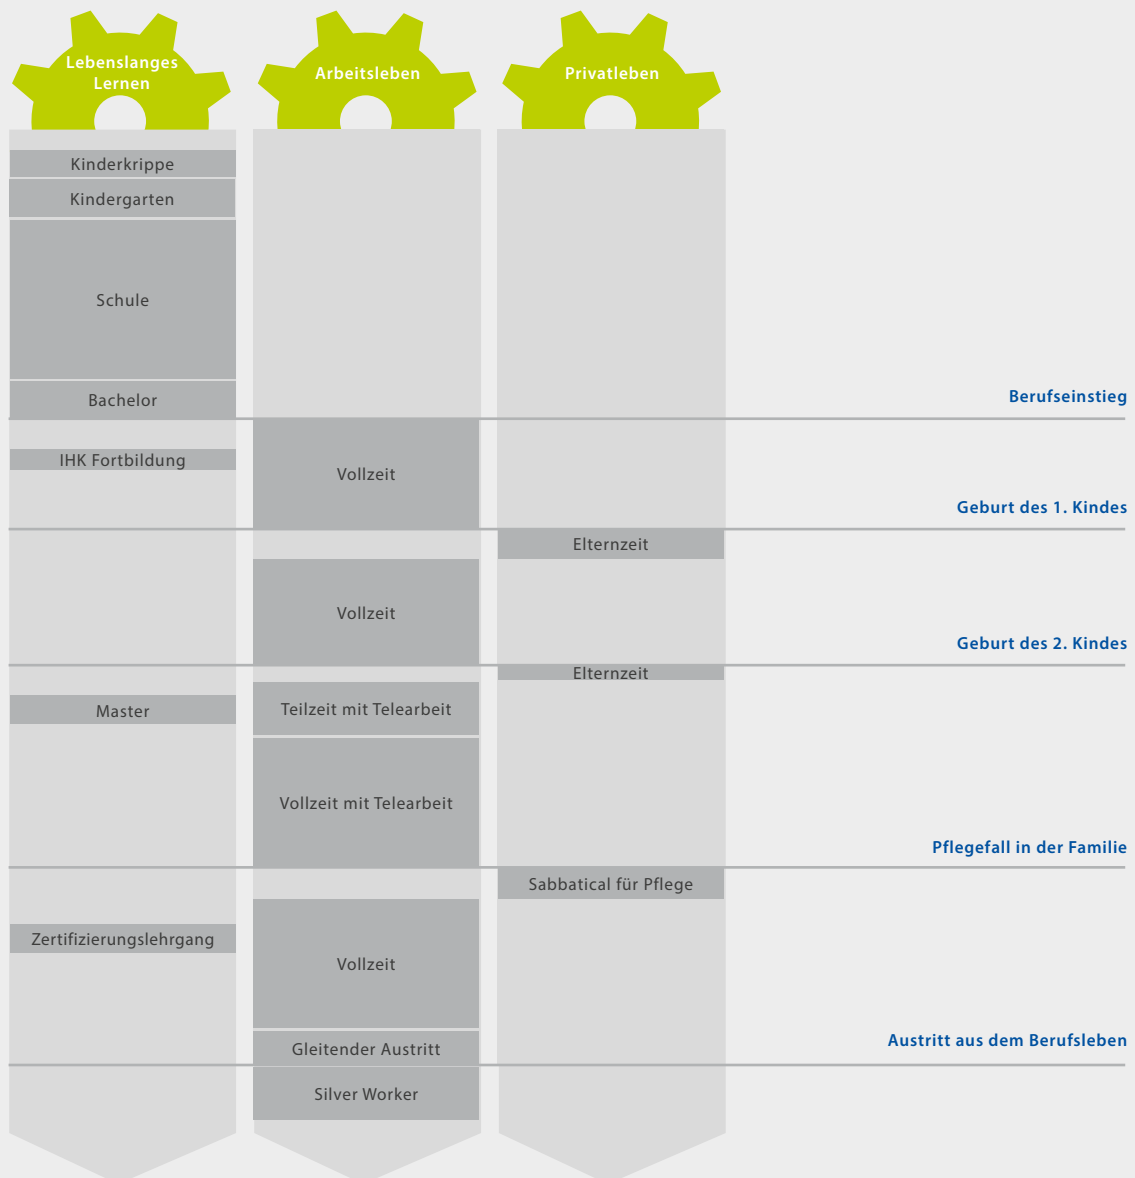 Lebenslanges
Lernen
Arbeitsleben
Privatleben
Kinderkrippe
Kindergarten
Schule
Bachelor
Berufseinstieg
IHK Fortbildung
Vollzeit
Geburt des 1. Kindes
Elternzeit
Vollzeit
Geburt des 2. Kindes
Elternzeit
Master
Teilzeit mit Telearbeit
Vollzeit mit Telearbeit
Pflegefall in der Familie
Sabbatical für Pflege
Zertifizierungslehrgang
Vollzeit
Austritt aus dem Berufsleben
Gleitender Austritt
Silver Worker